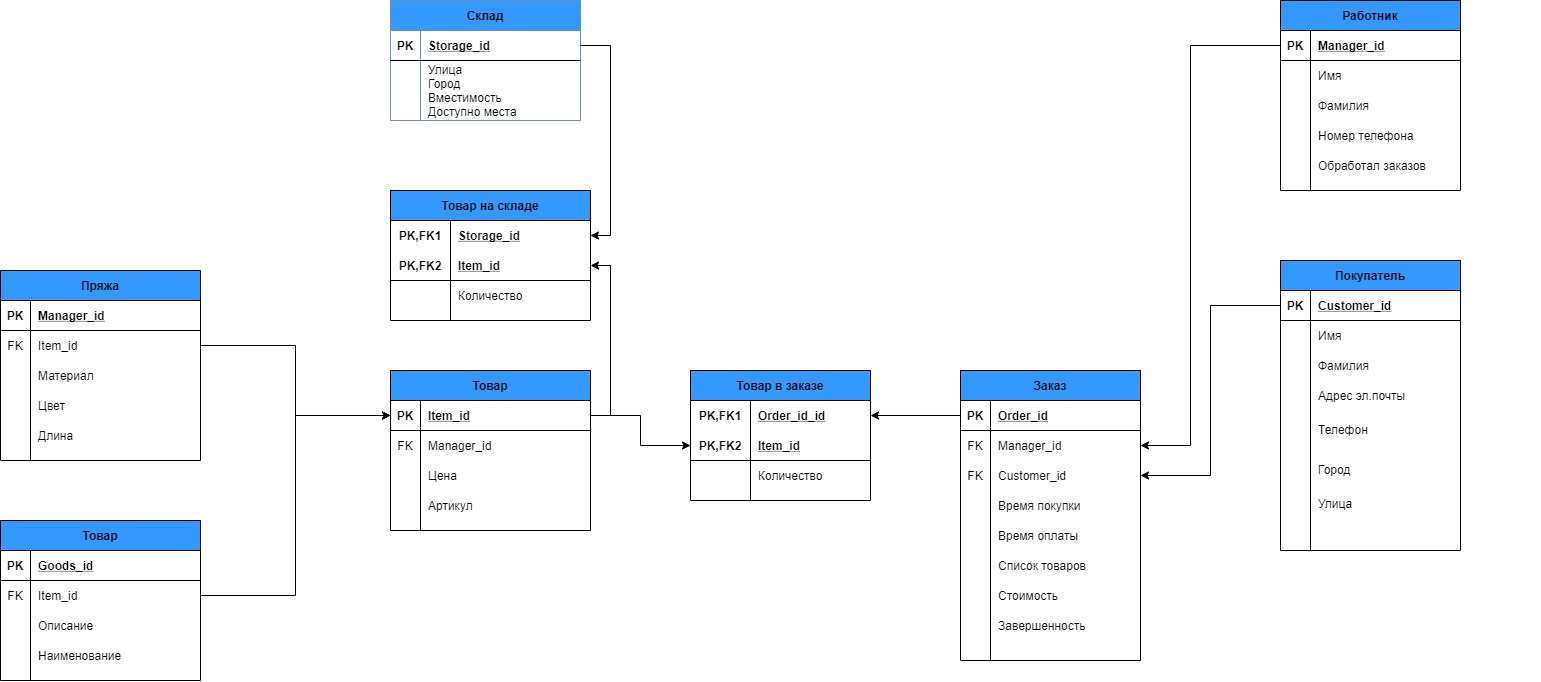 Склад
PK Storage_id
Улица
Город
Вместимость
Доступно места
Работник
PK Manager_id
Имя
Фамилия
Номер телефона
Обработал заказов
Товар на складе
PK,FK1 Storage_id
PK,FK2 Item_id
Количество
Пряжа
PK Manager_id
FK Item_id
Материал
Цвет
Длина
Покупатель
PK Customer_id
Имя
Фамилия
Адрес эл.почты
Телефон
Город
Улица
Товар
PK Item_id
FK Manager_id
Цена
Артикул
Товар в заказе
PK,FK1 Order_id_id
PK,FK2 Item_id
Количество
Заказ
PK Order_id
FK Manager_id
FK Customer_id
Время покупки
Время оплаты
Список товаров
Стоимость
Завершенность
Товар
PK Goods_id
FK Item_id
Описание
Наименование